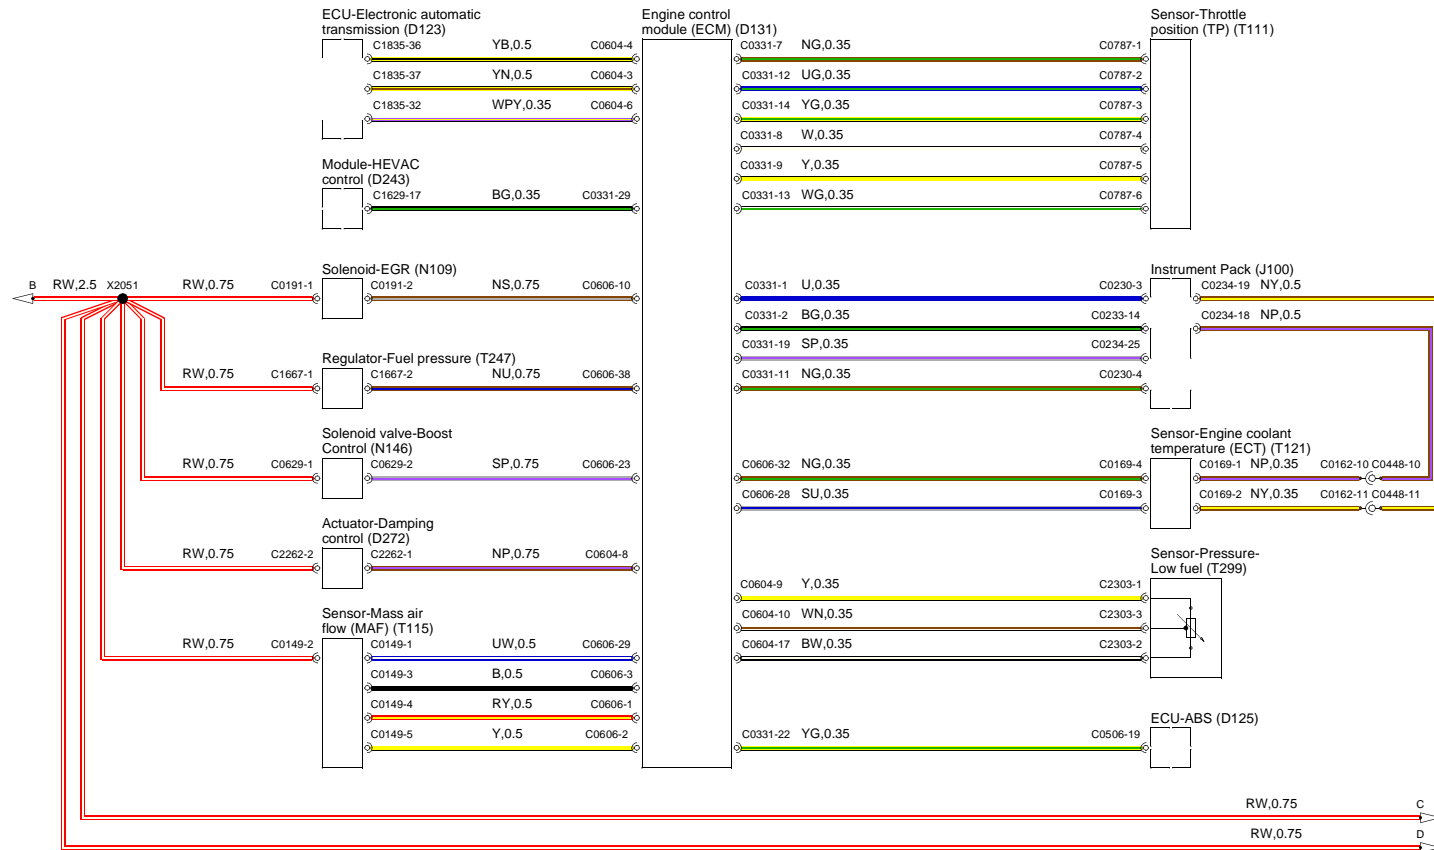 ECU-Electronic automatic
transmission (D123)
C1835-36 YB,0.5 C0604-4
C1835-37 YN,0.5 C0604-3
C1835-32 WPY,0.35 C0604-6
Module-HEVAC
control (D243)
C1629-17 BG,0.35 C0331-29
B RW,2.5 X2051 RW,0.75 C0191-1
Solenoid-EGR (N109)
C0191-2 NS,0.75 C0606-10
Regulator-Fuel pressure (T247)
RW,0.75 C1667-1 C1667-2 NU,0.75 C0606-38
Solenoid valve-Boost
Control (N146)
RW,0.75 C0629-1 C0629-2 SP,0.75 C0606-23
Actuator-Damping
control (D272)
RW,0.75 C2262-2 C2262-1 NP,0.75 C0604-8
Sensor-Mass air
flow (MAF) (T115)
RW,0.75 C0149-2 C0149-1 UW,0.5 C0606-29
C0149-3 B,0.5 C0606-3
C0149-4 RY,0.5 C0606-1
C0149-5 Y,0.5 C0606-2
Engine control
module (ECM) (D131)
Sensor-Throttle
position (TP) (T111)
C0331-7 NG,0.35 C0787-1
C0331-12 UG,0.35 C0787-2
C0331-14 YG,0.35 C0787-3
C0331-8 W,0.35 C0787-4
C0331-9 Y,0.35 C0787-5
C0331-13 WG,0.35 C0787-6
Instrument Pack (J100)
C0331-1 U,0.35 C0230-3 C0234-19 NY,0.5
C0331-2 BG,0.35 C0233-14 C0234-18 NP,0.5
C0331-19 SP,0.35 C0234-25
C0331-11 NG,0.35 C0230-4
Sensor-Engine coolant
temperature (ECT) (T121)
C0606-32 NG,0.35 C0169-4 C0169-1 NP,0.35 C0162-10 C0448-10
C0606-28 SU,0.35 C0169-3 C0169-2 NY,0.35 C0162-11 C0448-11
Sensor-Pressure-
Low fuel (T299)
C0604-9 Y,0.35 C2303-1
C0604-10 WN,0.35 C2303-3
C0604-17 BW,0.35 C2303-2
ECU-ABS (D125)
C0331-22 YG,0.35 C0506-19
RW,0.75 C
RW,0.75 D